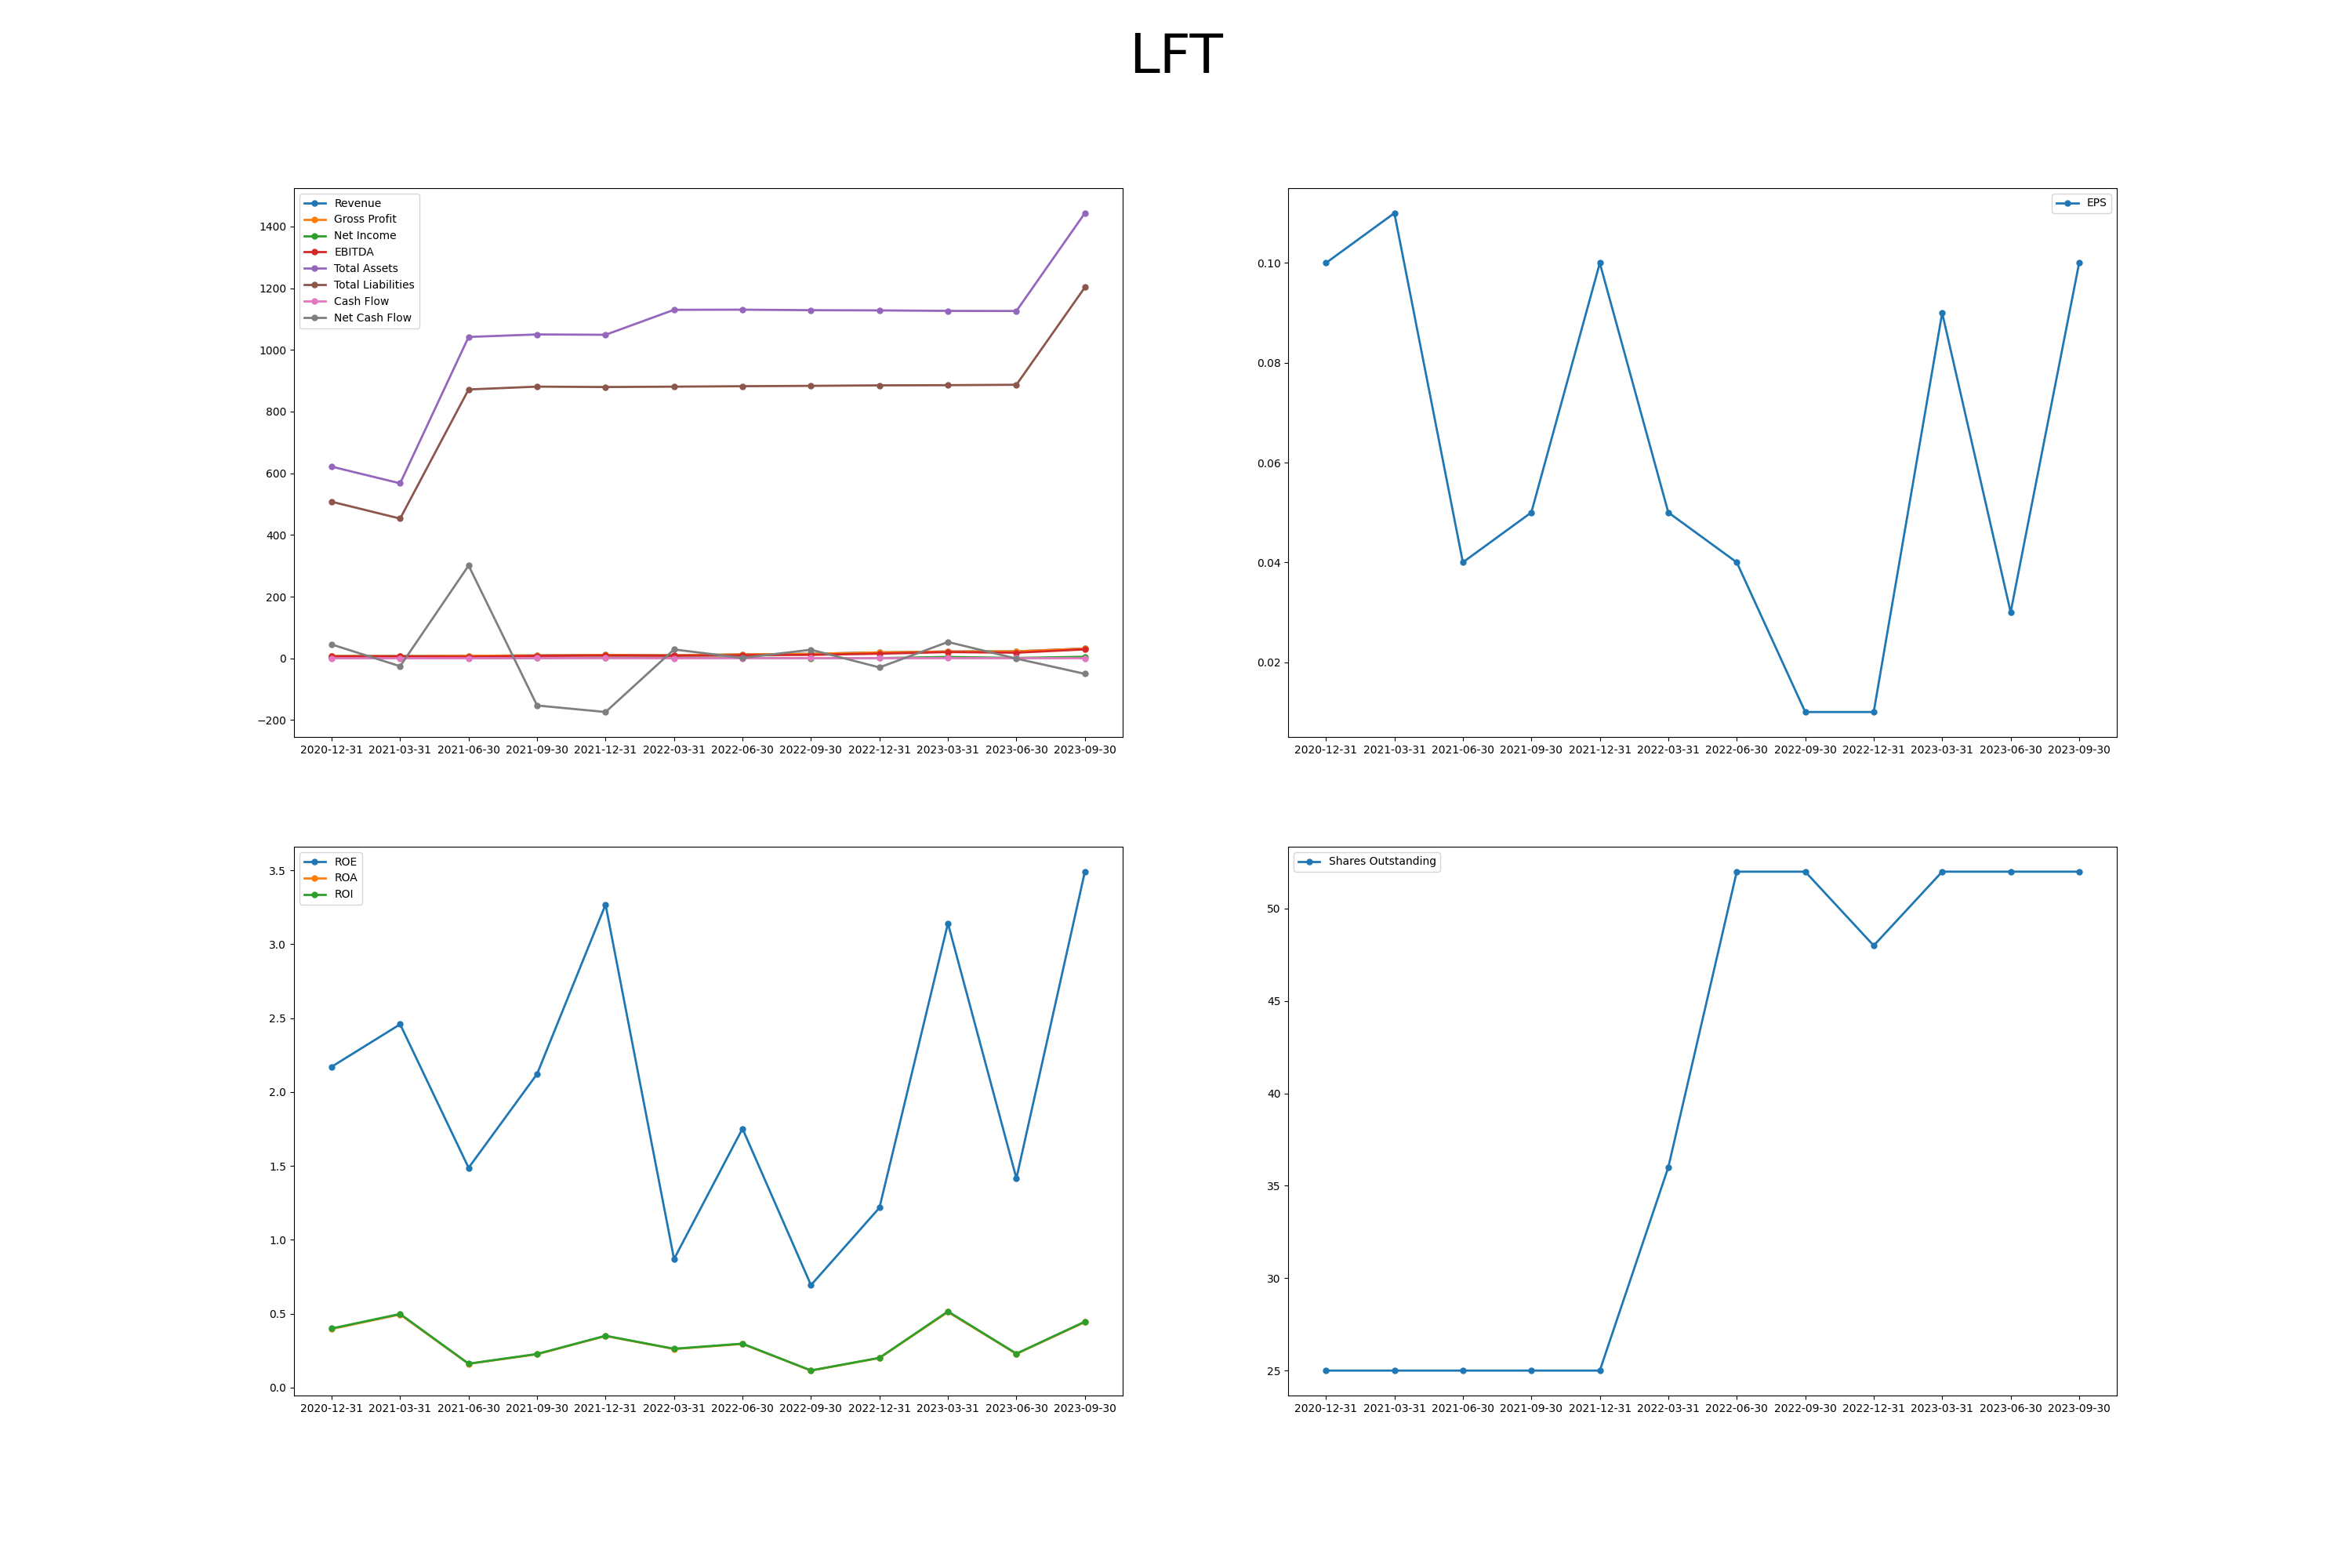 LFT
Revenue
Gross Profit
Net Income
EBITDA
Total Assets
Total Liabilities
Cash Flow
Net Cash Flow
1400
1200
1000
800
600
400
200
0
−200
2020-12-31 2021-03-31 2021-06-30 2021-09-30 2021-12-31 2022-03-31 2022-06-30 2022-09-30 2022-12-31 2023-03-31 2023-06-30 2023-09-30
EPS
0.10
0.08
0.06
0.04
0.02
2020-12-31 2021-03-31 2021-06-30 2021-09-30 2021-12-31 2022-03-31 2022-06-30 2022-09-30 2022-12-31 2023-03-31 2023-06-30 2023-09-30
ROE
ROA
ROI
3.5
3.0
2.5
2.0
1.5
1.0
0.5
0.0
2020-12-31 2021-03-31 2021-06-30 2021-09-30 2021-12-31 2022-03-31 2022-06-30 2022-09-30 2022-12-31 2023-03-31 2023-06-30 2023-09-30
Shares Outstanding
50
45
40
35
30
25
2020-12-31 2021-03-31 2021-06-30 2021-09-30 2021-12-31 2022-03-31 2022-06-30 2022-09-30 2022-12-31 2023-03-31 2023-06-30 2023-09-30